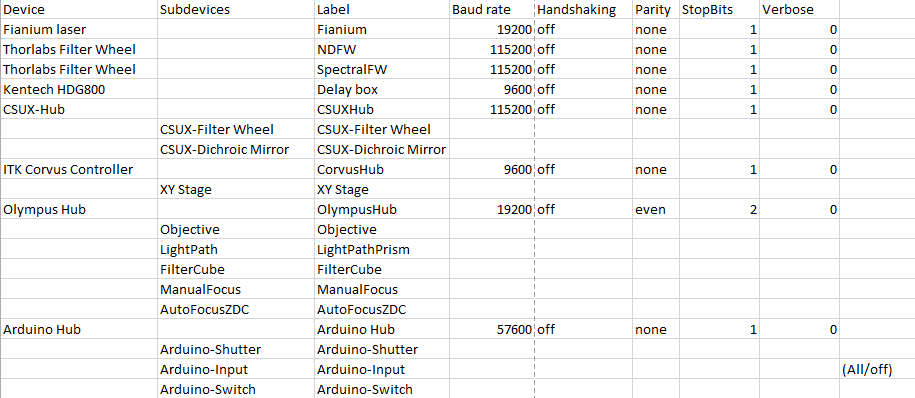 Device Subdevices Label Baud rate Handshaking Parity StopBits Verbose
Fianium laser Fianium 19200 off none 1 0
Thorlabs Filter Wheel NDFW 115200 off none 1 0
Thorlabs Filter Wheel SpectralFW 115200 off none 1 0
Kentech HDG800 Delay box 9600 off none 1 0
CSUX-Hub CSUXHub 115200 off none 1 0
CSUX-Filter Wheel CSUX-Filter Wheel
CSUX-Dichroic Mirror CSUX-Dichroic Mirror
ITK Corvus Controller CorvusHub 9600 off none 1 0
XY Stage XY Stage
Olympus Hub OlympusHub 19200 off even 2 0
Objective Objective
LightPath LightPathPrism
FilterCube FilterCube
ManualFocus ManualFocus
AutoFocusZDC AutoFocusZDC
Arduino Hub Arduino Hub 57600 off none 1 0
Arduino-Shutter Arduino-Shutter
Arduino-Input Arduino-Input (All/off)
Arduino-Switch Arduino-Switch